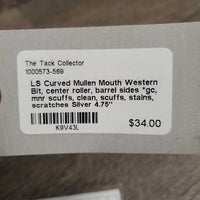 The Tack Collector
1000573-569
LS Curved Mullen Mouth Western
Bit, center roller, barrel sides *gc,
mnr scuffs, clean, scuffs, stains,
scratches Silver 4.75"
K9V43L
$34.00